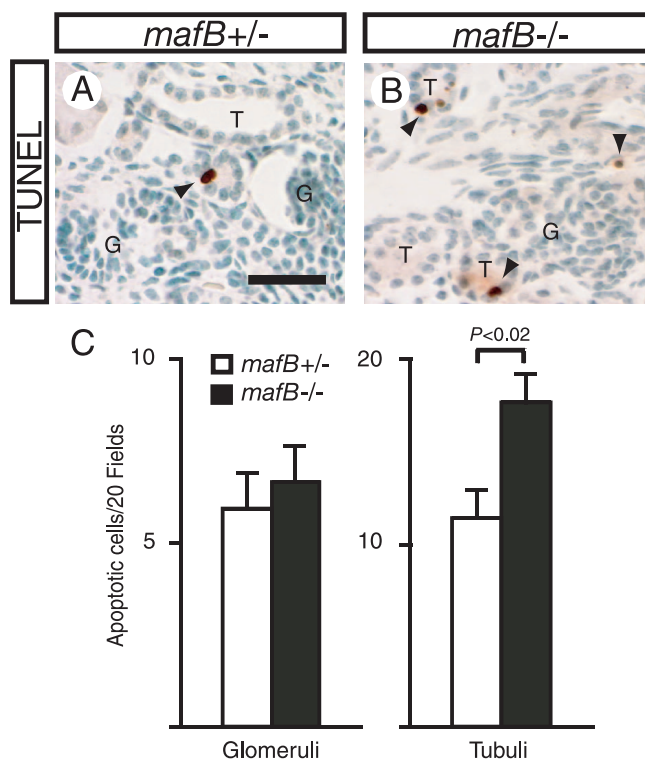 mafB+/-
mafB-/-
TUNEL
A
T
G
G
B
T
G
T
T
C
10
5
Apoptotic cells/20 Fields
mafB+/-
mafB-/-
Glomeruli
20
10
P<0.02
Tubuli